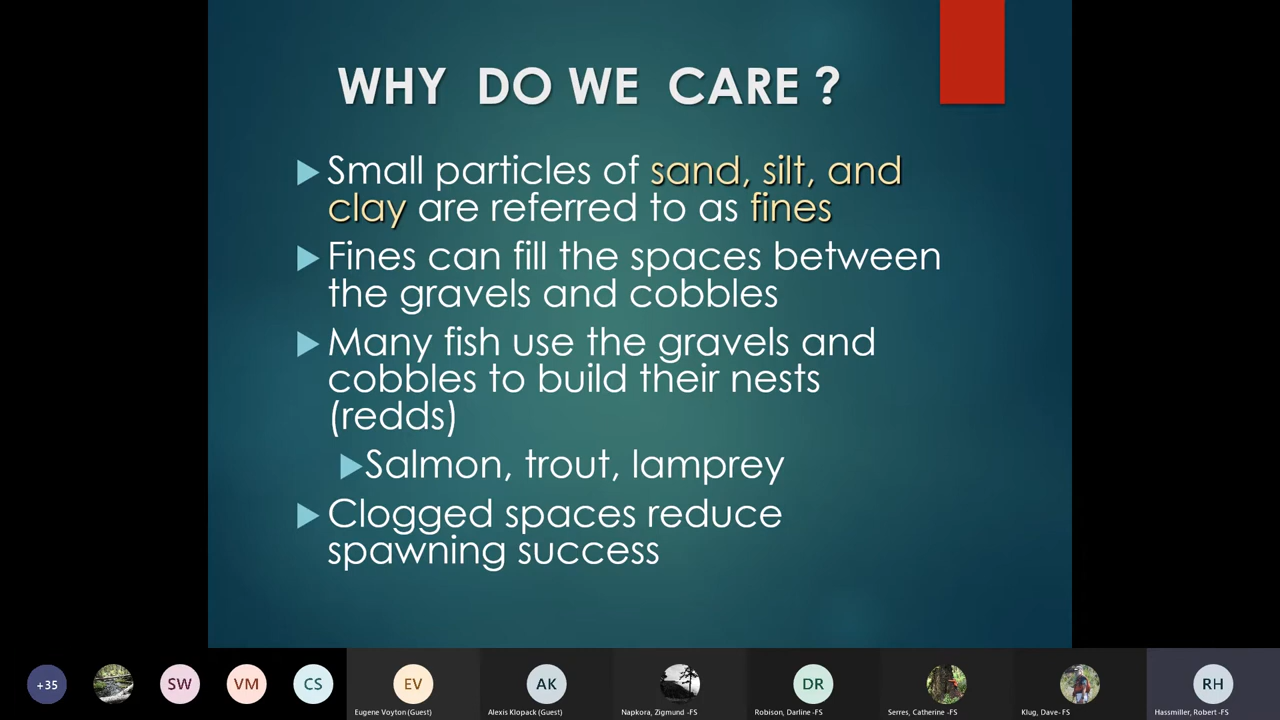 WHY DO WE CARE ?
Small particles of sand, silt, and
clay are referred to as fines
Fines can fill the spaces between
the gravels and cobbles
Many fish use the gravels and
cobbles to build their nests
(redds)
Salmon, trout, lamprey
Clogged spaces reduce
spawning success
+35
SW
VM
CS
EV
AK
DR
RH
Eugene Voyton (Guest)
Alexis Klopack (Guest)
Napkora, Zigmund -FS
Robison, Darline -FS
Serres, Catherine -FS
Klug, Dave- FS
Hassmiller, Robert -FS